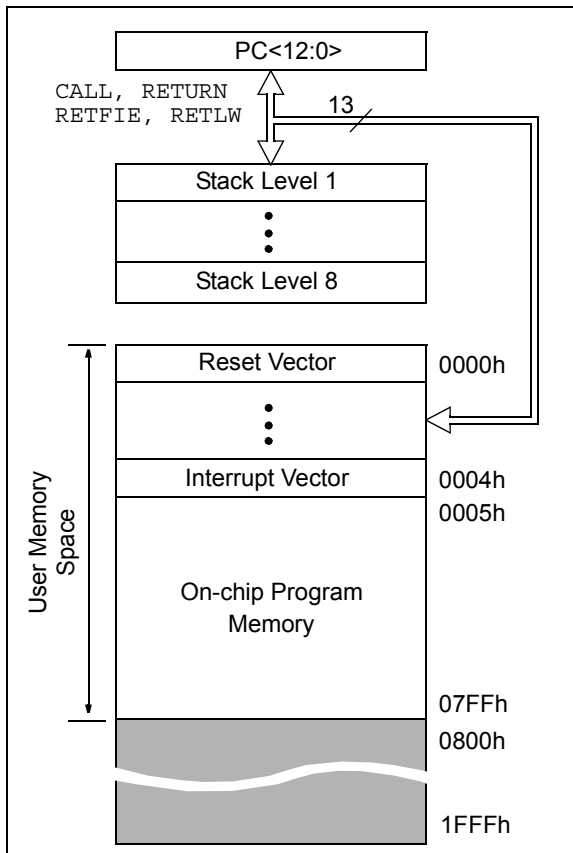 PC<12:0>
CALL, RETURN
RETFIE, RETLW
13
Stack Level 1
Stack Level 8
Reset Vector
0000h
Interrupt Vector
0004h
0005h
User Memory
Space
On-chip Program
Memory
07FFh
0800h
1FFFh